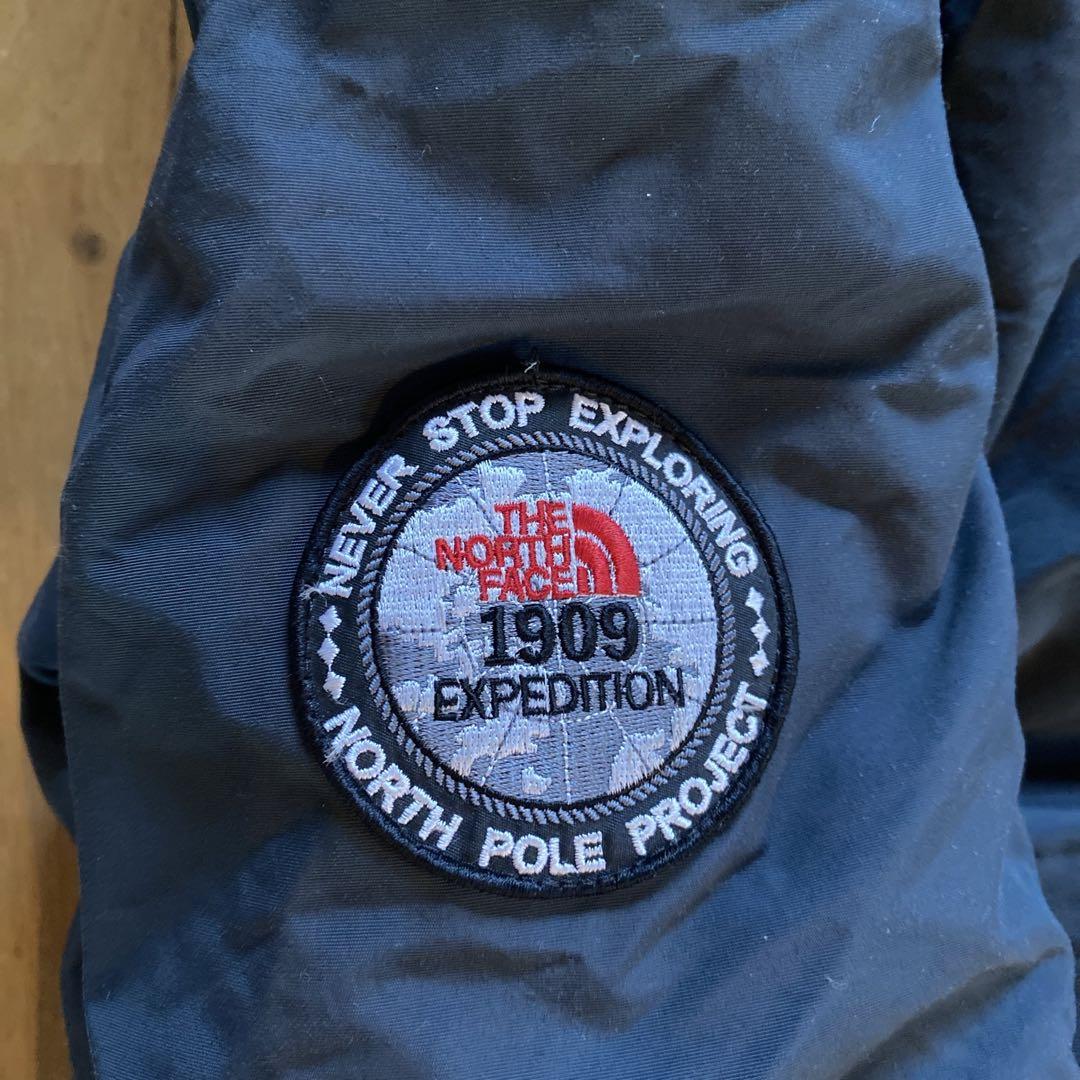 NEVER STOP EXPLORING
THE
NORTH
FACE
1909
EXPEDITION
NORTH POLE PROJECT